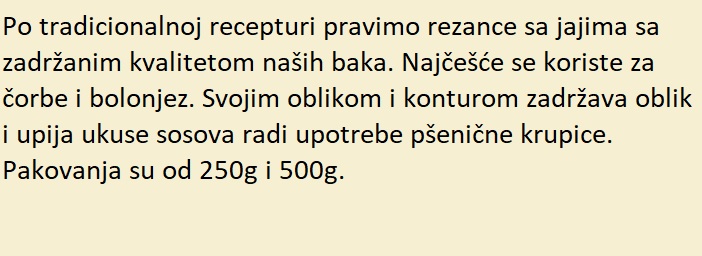 Po tradicionalnoj recepturi pravimo rezance sa jajima sa
zadržanim kvalitetom naših baka. Najčešće se koriste za
čorbe i bolonjez. Svojim oblikom i konturom zadržava oblik
i upija ukuse sosova radi upotrebe pšenične krupice.
Pakovanja su od 250g i 500g.